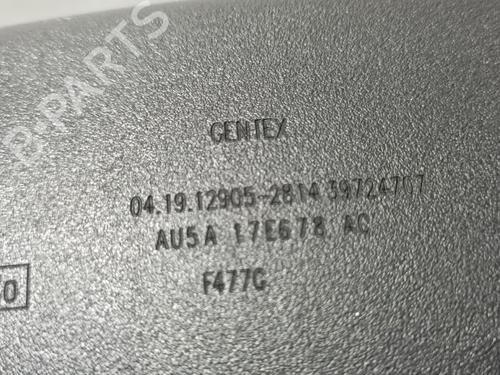 B-PARTS
GENTEX
04.19.12905-2814 39724707
AU5A 17E678 AC
F477G